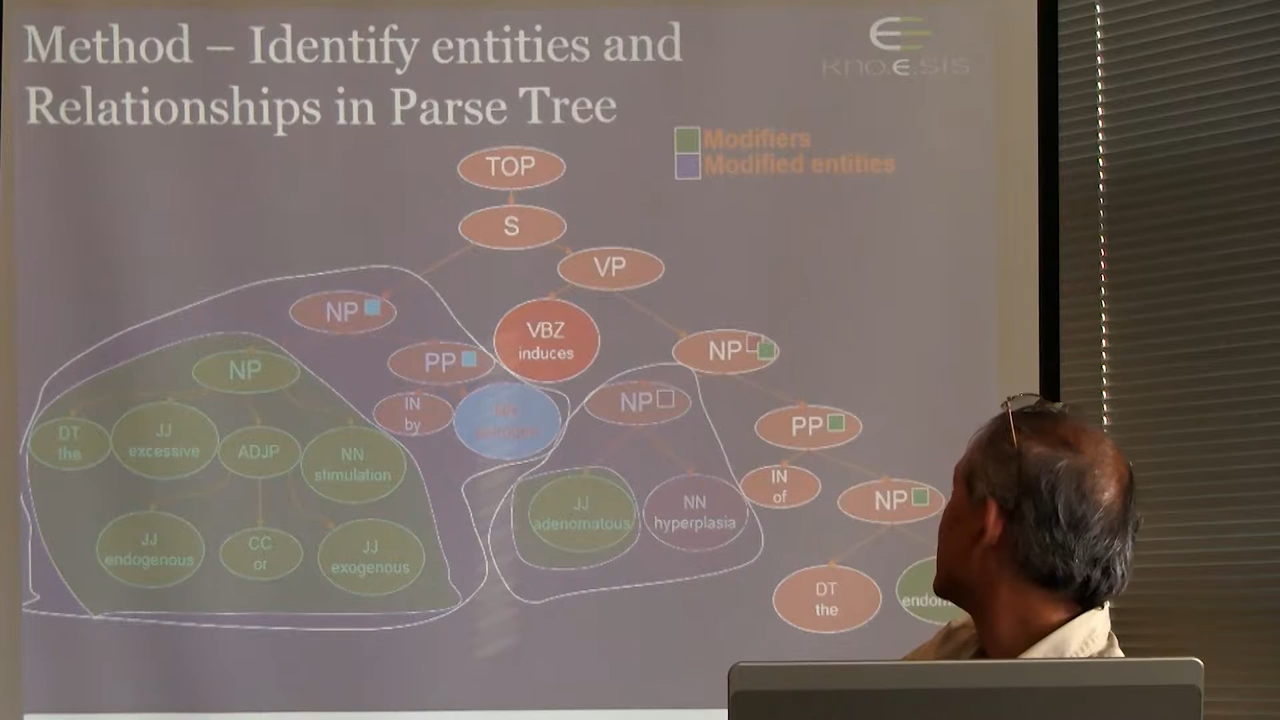 Method – Identify entities and
kno.e.sis
Relationships in Parse Tree
Modifiers
Modified entities
TOP
S
VP
NP
VBZ
induces
NP
PP
NP
NP
IN
by
PP
DT
the
JJ
excessive
ADJP
NN
stimulation
IN
of
NP
JJ
adenomatous
NN
hyperplasia
JJ
endogenous
CC
or
JJ
exogenous
DT
the